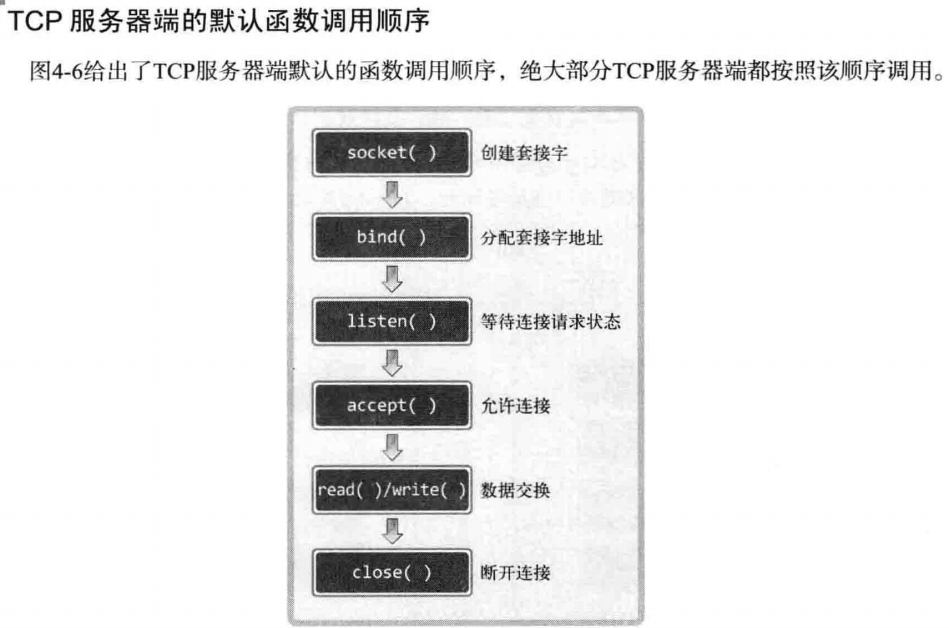 TCP 服务器端的默认函数调用顺序
图4-6给出了TCP服务器端默认的函数调用顺序，绝大部分TCP服务器端都按照该顺序调用。
socket( ) 创建套接字
bind( ) 分配套接字地址
listen( ) 等待连接请求状态
accept( ) 允许连接
read( )/write( ) 数据交换
close( ) 断开连接